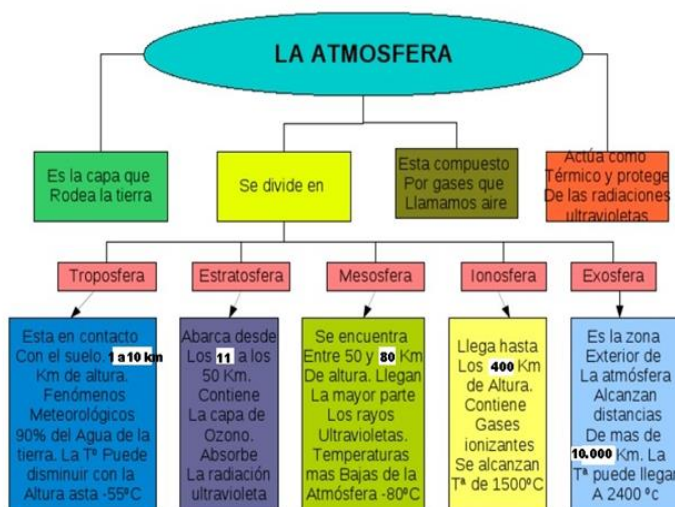 LA ATMOSFERA
Es la capa que
Rodea la tierra
Se divide en
Esta compuesto
Por gases que
Llamamos aire
Actúa como
Térmico y protege
De las radiaciones
ultravioletas
Troposfera
Estratosfera
Mesosfera
Ionosfera
Exosfera
Esta en contacto
Con el suelo. 1 a 10 km
Km de altura.
Fenómenos
Meteorológicos
90% del Agua de la
tierra. La Tª Puede
disminuir con la
Altura asta -55ºC
Abarca desde
Los 11 a los
50 Km.
Contiene
La capa de
Ozono.
Absorbe
La radiación
ultravioleta
Se encuentra
Entre 50 y 80 Km
De altura. Llegan
La mayor parte
Los rayos
Ultravioletas.
Temperaturas
mas Bajas de la
Atmósfera -80ºC
Llega hasta
Los 400 Km
de Altura.
Contiene
Gases
ionizantes
Se alcanzan
Tª de 1500ºC
Es la zona
Exterior de
La atmósfera
Alcanzan
distancias
De mas de
10.000 Km. La
Tª puede llegar
A 2400 ºc